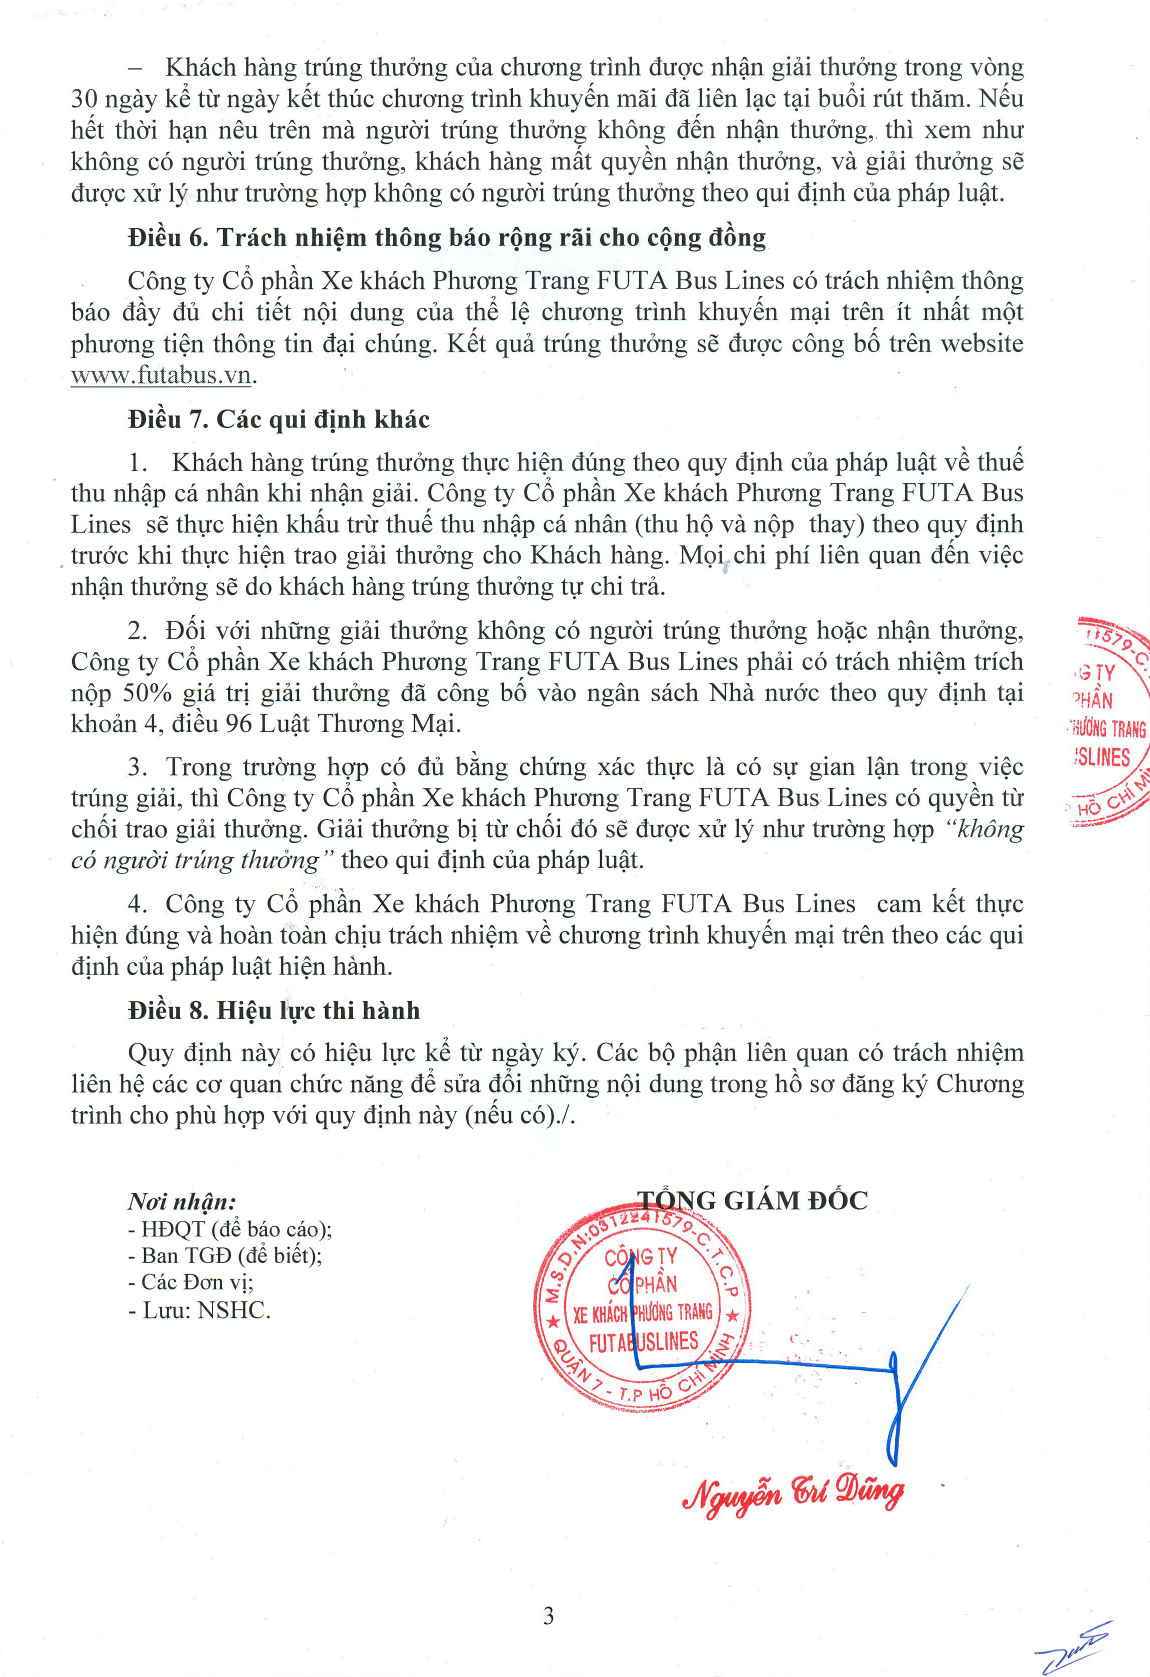 – Khách hàng trúng thưởng của chương trình được nhận giải thưởng trong vòng
30 ngày kể từ ngày kết thúc chương trình khuyến mãi đã liên lạc tại buổi rút thăm. Nếu
hết thời hạn nêu trên mà người trúng thưởng không đến nhận thưởng, thì xem như
không có người trúng thưởng, khách hàng mất quyền nhận thưởng, và giải thưởng sẽ
được xử lý như trường hợp không có người trúng thưởng theo qui định của pháp luật.
Điều 6. Trách nhiệm thông báo rộng rãi cho cộng đồng
Công ty Cổ phần Xe khách Phương Trang FUTA Bus Lines có trách nhiệm thông
báo đầy đủ chi tiết nội dung của thể lệ chương trình khuyến mại trên ít nhất một
phương tiện thông tin đại chúng. Kết quả trúng thưởng sẽ được công bố trên website
www.futabus.vn.
Điều 7. Các qui định khác
1. Khách hàng trúng thưởng thực hiện đúng theo quy định của pháp luật về thuế
thu nhập cá nhân khi nhận giải. Công ty Cổ phần Xe khách Phương Trang FUTA Bus
Lines sẽ thực hiện khấu trừ thuế thu nhập cá nhân (thu hộ và nộp thay) theo quy định
trước khi thực hiện trao giải thưởng cho Khách hàng. Mọi chi phí liên quan đến việc
nhận thưởng sẽ do khách hàng trúng thưởng tự chi trả.
2. Đối với những giải thưởng không có người trúng thưởng hoặc nhận thưởng,
Công ty Cổ phần Xe khách Phương Trang FUTA Bus Lines phải có trách nhiệm trích
nộp 50% giá trị giải thưởng đã công bố vào ngân sách Nhà nước theo quy định tại
khoản 4, điều 96 Luật Thương Mại.
3. Trong trường hợp có đủ bằng chứng xác thực là có sự gian lận trong việc
trúng giải, thì Công ty Cổ phần Xe khách Phương Trang FUTA Bus Lines có quyền từ
chối trao giải thưởng. Giải thưởng bị từ chối đó sẽ được xử lý như trường hợp “không
có người trúng thưởng” theo qui định của pháp luật.
4. Công ty Cổ phần Xe khách Phương Trang FUTA Bus Lines cam kết thực
hiện đúng và hoàn toàn chịu trách nhiệm về chương trình khuyến mại trên theo các qui
định của pháp luật hiện hành.
Điều 8. Hiệu lực thi hành
Quy định này có hiệu lực kể từ ngày ký. Các bộ phận liên quan có trách nhiệm
liên hệ các cơ quan chức năng để sửa đổi những nội dung trong hồ sơ đăng ký Chương
trình cho phù hợp với quy định này (nếu có)./.
Nơi nhận:
- HĐQT (để báo cáo);
- Ban TGĐ (để biết);
- Các Đơn vị;
- Lưu: NSHC.
TỔNG GIÁM ĐỐC
M.S.D.N:0312241579-C.T.C.P
CÔNG TY
CỔ PHẦN
XE KHÁCH PHƯƠNG TRANG
FUTABUSLINES
QUẬN 7 - T.P HỒ CHÍ MINH
Nguyễn Trí Dũng
1579-C.
G TY
PHẦN
PHƯƠNG TRANG
SLINES
P HỒ CHÍ MINH
3